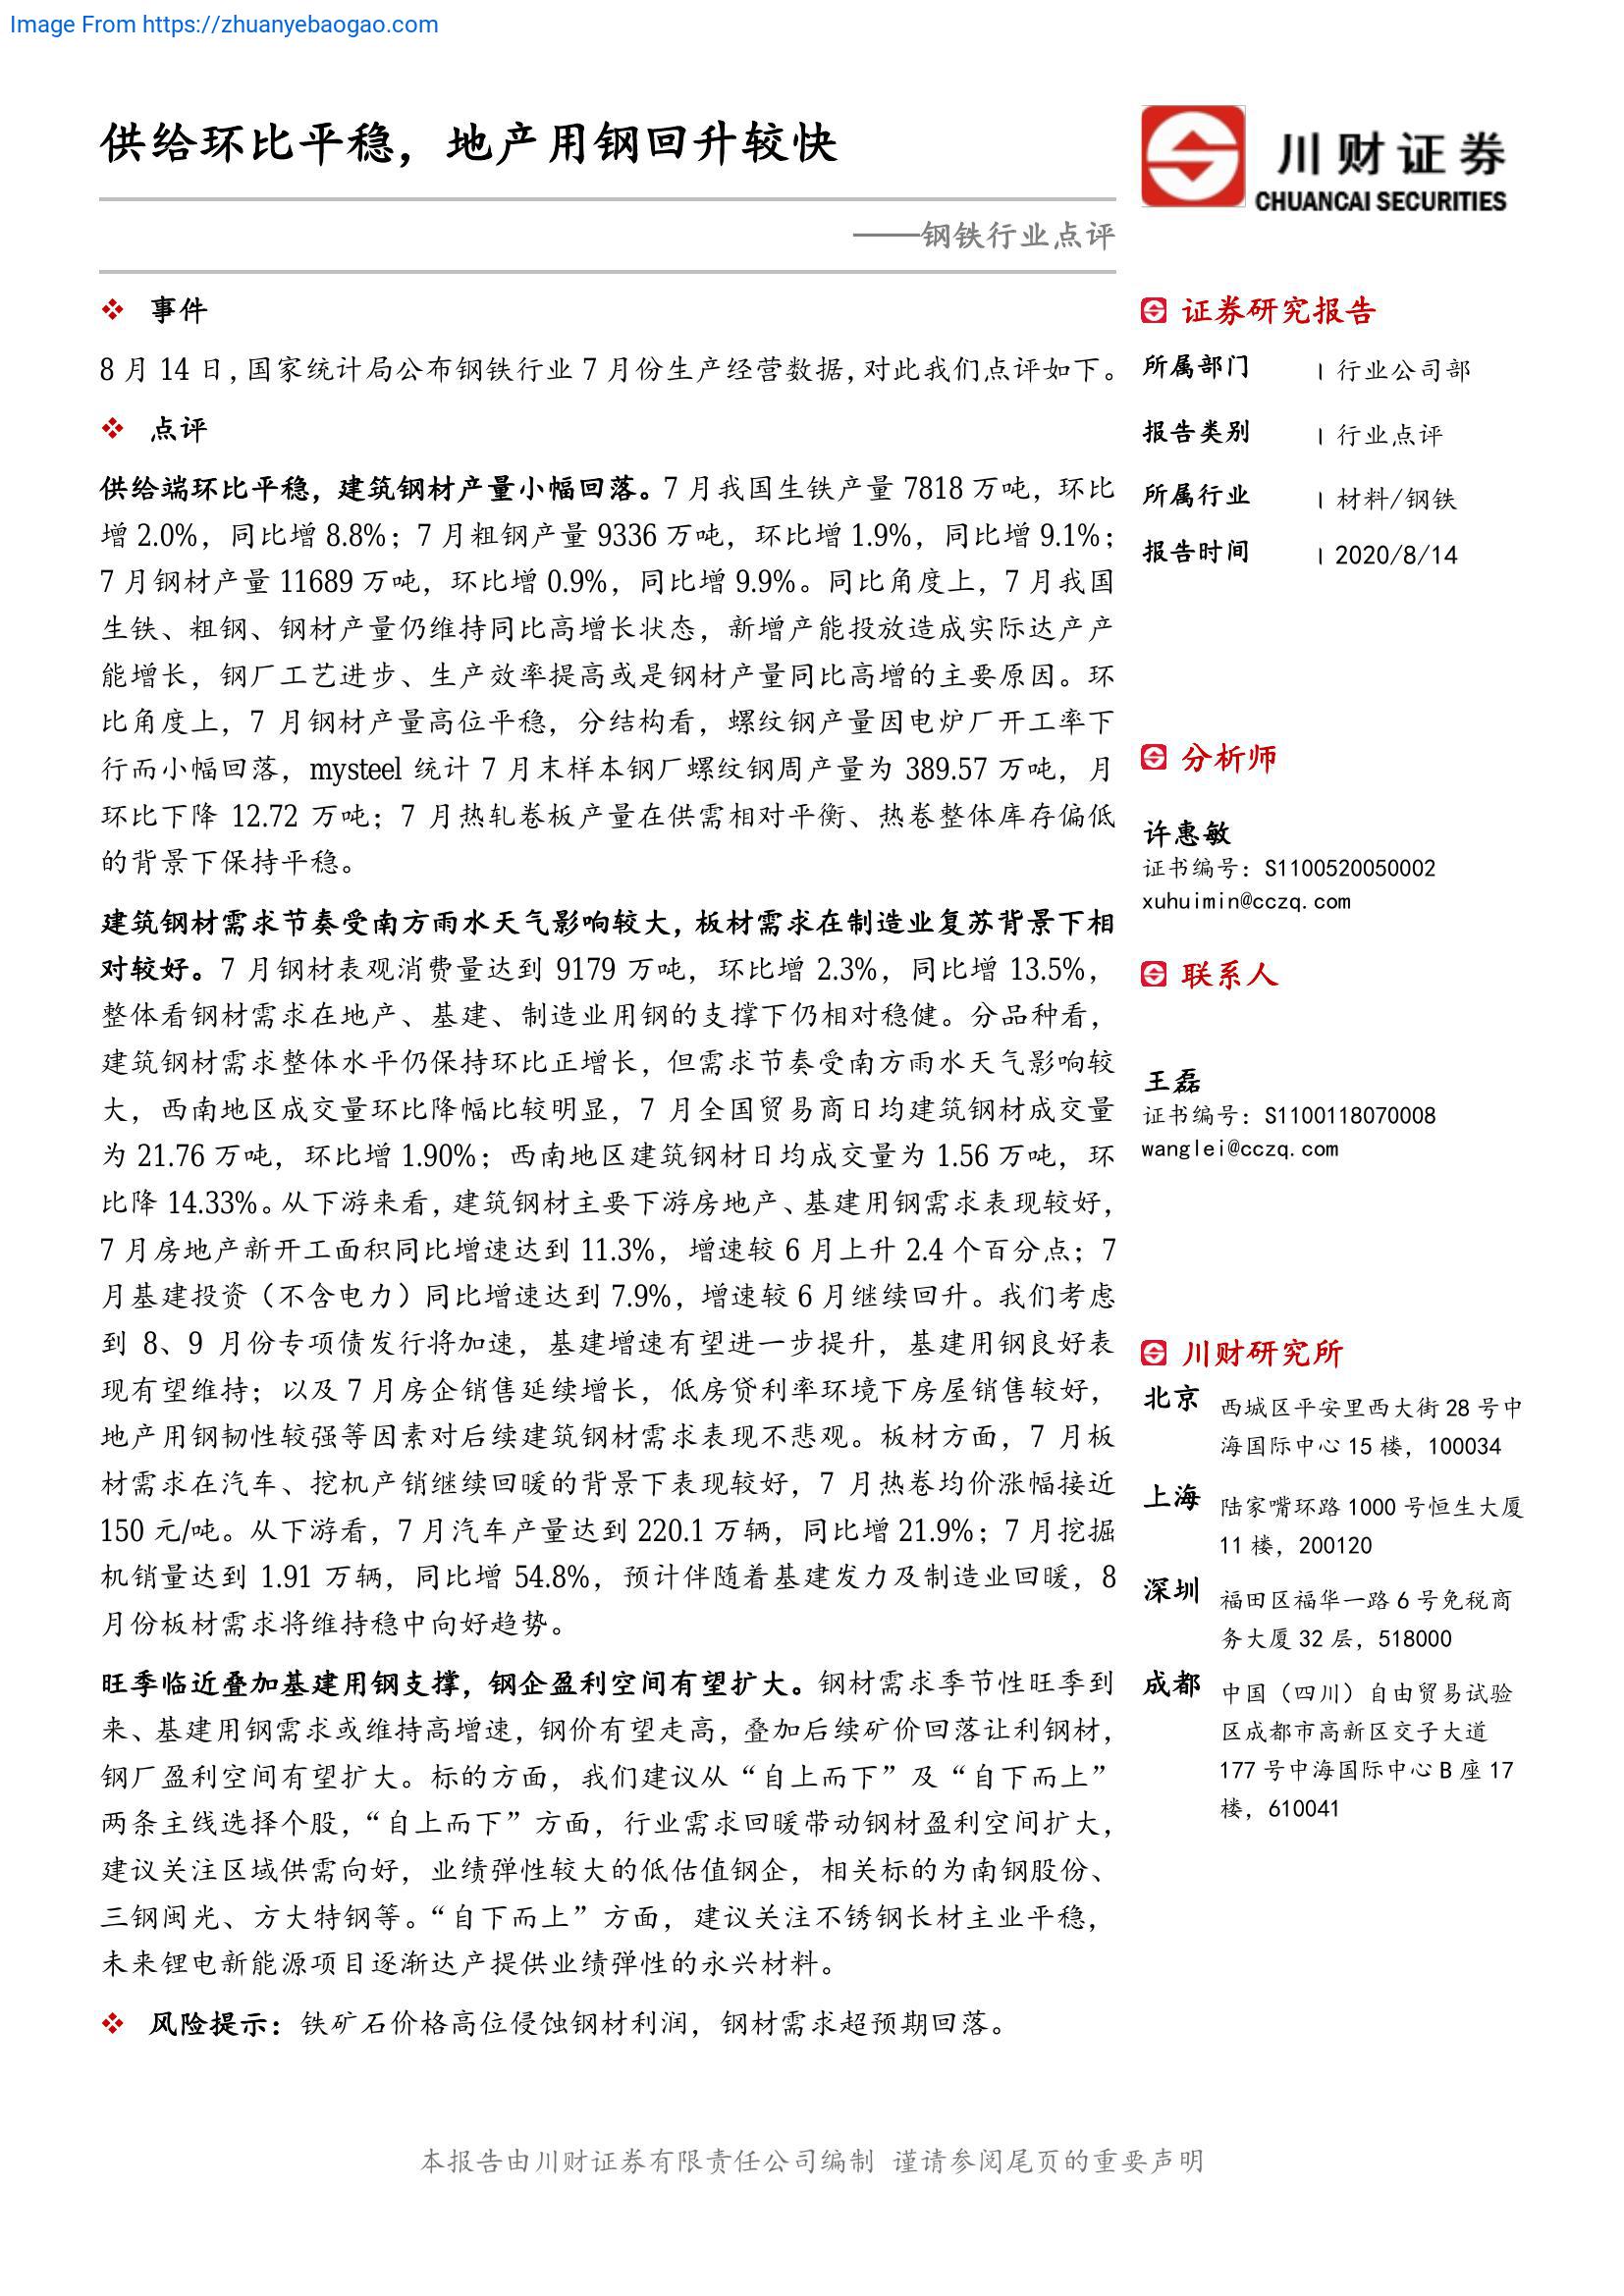 Image From https://zhuanyebaogao.com
供给环比平稳，地产用钢回升较快
——钢铁行业点评
川财证券
CHUANCAI SECURITIES
❖ 事件
8 月 14 日，国家统计局公布钢铁行业 7 月份生产经营数据，对此我们点评如下。
❖ 点评
供给端环比平稳，建筑钢材产量小幅回落。7 月我国生铁产量 7818 万吨，环比
增 2.0%，同比增 8.8%；7 月粗钢产量 9336 万吨，环比增 1.9%，同比增 9.1%；
7 月钢材产量 11689 万吨，环比增 0.9%，同比增 9.9%。同比角度上，7 月我国
生铁、粗钢、钢材产量仍维持同比高增长状态，新增产能投放造成实际达产产
能增长，钢厂工艺进步、生产效率提高或是钢材产量同比高增的主要原因。环
比角度上，7 月钢材产量高位平稳，分结构看，螺纹钢产量因电炉厂开工率下
行而小幅回落，mysteel 统计 7 月末样本钢厂螺纹钢周产量为 389.57 万吨，月
环比下降 12.72 万吨；7 月热轧卷板产量在供需相对平衡、热卷整体库存偏低
的背景下保持平稳。
建筑钢材需求节奏受南方雨水天气影响较大，板材需求在制造业复苏背景下相
对较好。7 月钢材表观消费量达到 9179 万吨，环比增 2.3%，同比增 13.5%，
整体看钢材需求在地产、基建、制造业用钢的支撑下仍相对稳健。分品种看，
建筑钢材需求整体水平仍保持环比正增长，但需求节奏受南方雨水天气影响较
大，西南地区成交量环比降幅比较明显，7 月全国贸易商日均建筑钢材成交量
为 21.76 万吨，环比增 1.90%；西南地区建筑钢材日均成交量为 1.56 万吨，环
比降 14.33%。从下游来看，建筑钢材主要下游房地产、基建用钢需求表现较好，
7 月房地产新开工面积同比增速达到 11.3%，增速较 6 月上升 2.4 个百分点；7
月基建投资（不含电力）同比增速达到 7.9%，增速较 6 月继续回升。我们考虑
到 8、9 月份专项债发行将加速，基建增速有望进一步提升，基建用钢良好表
现有望维持；以及 7 月房企销售延续增长，低房贷利率环境下房屋销售较好，
地产用钢韧性较强等因素对后续建筑钢材需求表现不悲观。板材方面，7 月板
材需求在汽车、挖机产销继续回暖的背景下表现较好，7 月热卷均价涨幅接近
150 元/吨。从下游看，7 月汽车产量达到 220.1 万辆，同比增 21.9%；7 月挖掘
机销量达到 1.91 万辆，同比增 54.8%，预计伴随着基建发力及制造业回暖，8
月份板材需求将维持稳中向好趋势。
旺季临近叠加基建用钢支撑，钢企盈利空间有望扩大。钢材需求季节性旺季到
来、基建用钢需求或维持高增速，钢价有望走高，叠加后续矿价回落让利钢材，
钢厂盈利空间有望扩大。标的方面，我们建议从“自上而下”及“自下而上”
两条主线选择个股，“自上而下”方面，行业需求回暖带动钢材盈利空间扩大，
建议关注区域供需向好，业绩弹性较大的低估值钢企，相关标的为南钢股份、
三钢闽光、方大特钢等。“自下而上”方面，建议关注不锈钢长材主业平稳，
未来锂电新能源项目逐渐达产提供业绩弹性的永兴材料。
❖ 风险提示：铁矿石价格高位侵蚀钢材利润，钢材需求超预期回落。
证券研究报告
所属部门 | 行业公司部
报告类别 | 行业点评
所属行业 | 材料/钢铁
报告时间 | 2020/8/14
分析师
许惠敏
证书编号：S1100520050002
xuhuimin@cczq.com
联系人
王磊
证书编号：S1100118070008
wanglei@cczq.com
川财研究所
北京 西城区平安里西大街 28 号中
海国际中心 15 楼，100034
上海 陆家嘴环路 1000 号恒生大厦
11 楼，200120
深圳 福田区福华一路 6 号免税商
务大厦 32 层，518000
成都 中国（四川）自由贸易试验
区成都市高新区交子大道
177 号中海国际中心 B 座 17
楼，610041
本报告由川财证券有限责任公司编制 谨请参阅尾页的重要声明